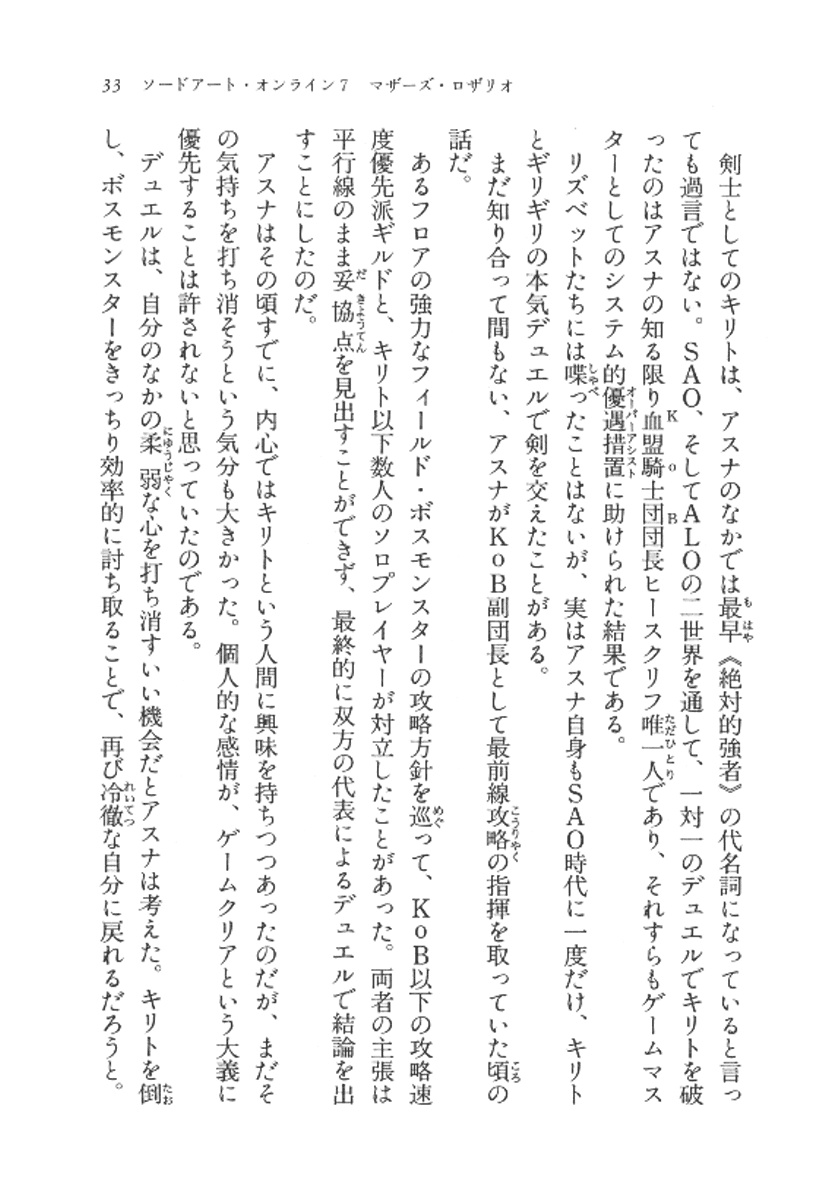 33　ソードアート・オンライン7　マザーズ・ロザリオ
　剣士としてのキリトは、アスナのなかでは最早《絶対的強者》の代名詞になっていると言っ
ても過言ではない。SAO、そしてALOの二世界を通して、一対一のデュエルでキリトを破
ったのはアスナの知る限り血盟騎士団団長ヒースクリフ唯一人であり、それすらもゲームマス
ターとしてのシステム的優遇措置に助けられた結果である。
　リズベットたちには喋ったことはないが、実はアスナ自身もSAO時代に一度だけ、キリト
とギリギリの本気デュエルで剣を交えたことがある。
　まだ知り合って間もない、アスナがKoB副団長として最前線攻略の指揮を取っていた頃の
話だ。
　あるフロアの強力なフィールド・ボスモンスターの攻略方針を巡って、KoB以下の攻略速
度優先派ギルドと、キリト以下数人のソロプレイヤーが対立したことがあった。両者の主張は
平行線のまま妥協点を見出すことができず、最終的に双方の代表によるデュエルで結論を出
すことにしたのだ。
　アスナはその頃すでに、内心ではキリトという人間に興味を持ちつつあったのだが、まだそ
の気持ちを打ち消そうという気分も大きかった。個人的な感情が、ゲームクリアという大義に
優先することは許されないと思っていたのである。
　デュエルは、自分のなかの柔弱な心を打ち消すいい機会だとアスナは考えた。キリトを倒
し、ボスモンスターをきっちり効率的に討ち取ることで、再び冷徹な自分に戻れるだろうと。